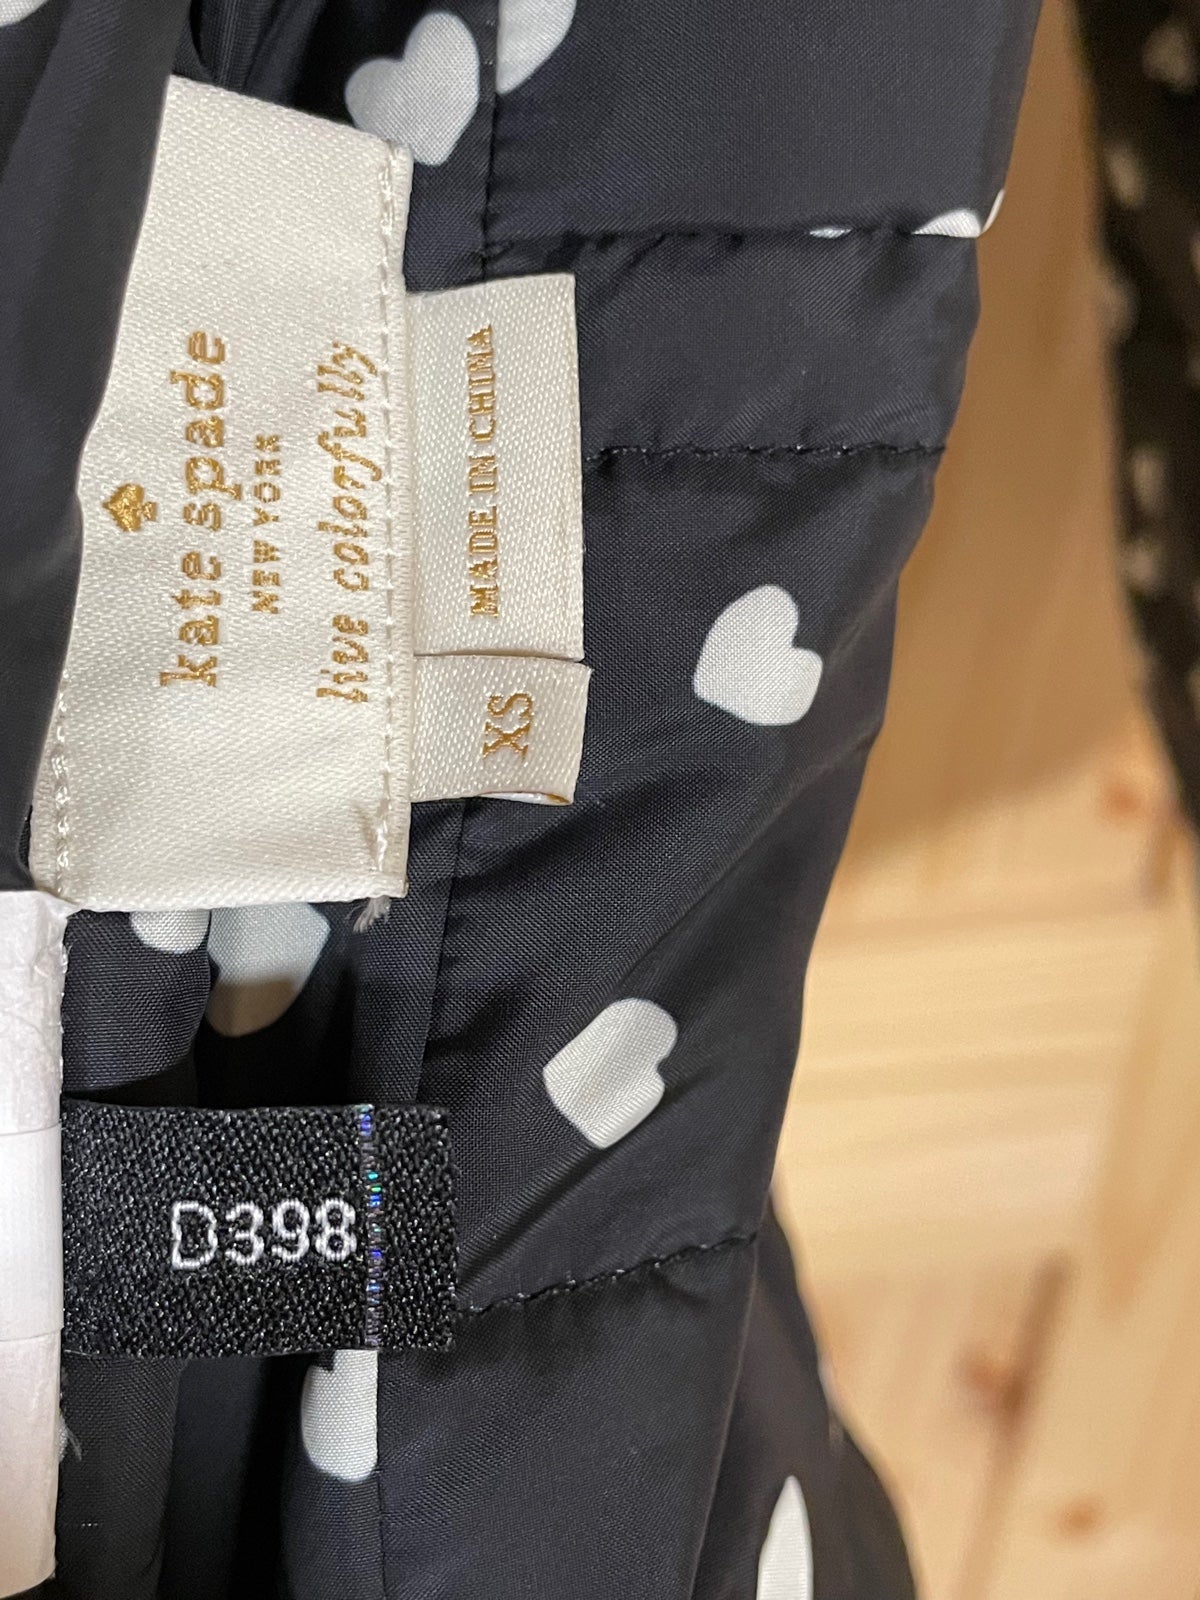 kate spade
NEW YORK
live colorfully
MADE IN CHINA
XS
D398